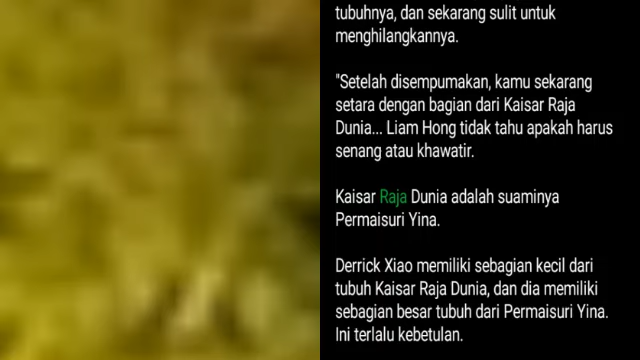 tubuhnya, dan sekarang sulit untuk
menghilangkannya.
"Setelah disempumakan, kamu sekarang
setara dengan bagian dari Kaisar Raja
Dunia... Liam Hong tidak tahu apakah harus
senang atau khawatir.
Kaisar Raja Dunia adalah suaminya
Permaisuri Yina.
Derrick Xiao memiliki sebagian kecil dari
tubuh Kaisar Raja Dunia, dan dia memiliki
sebagian besar tubuh dari Permaisuri Yina.
Ini terlalu kebetulan.